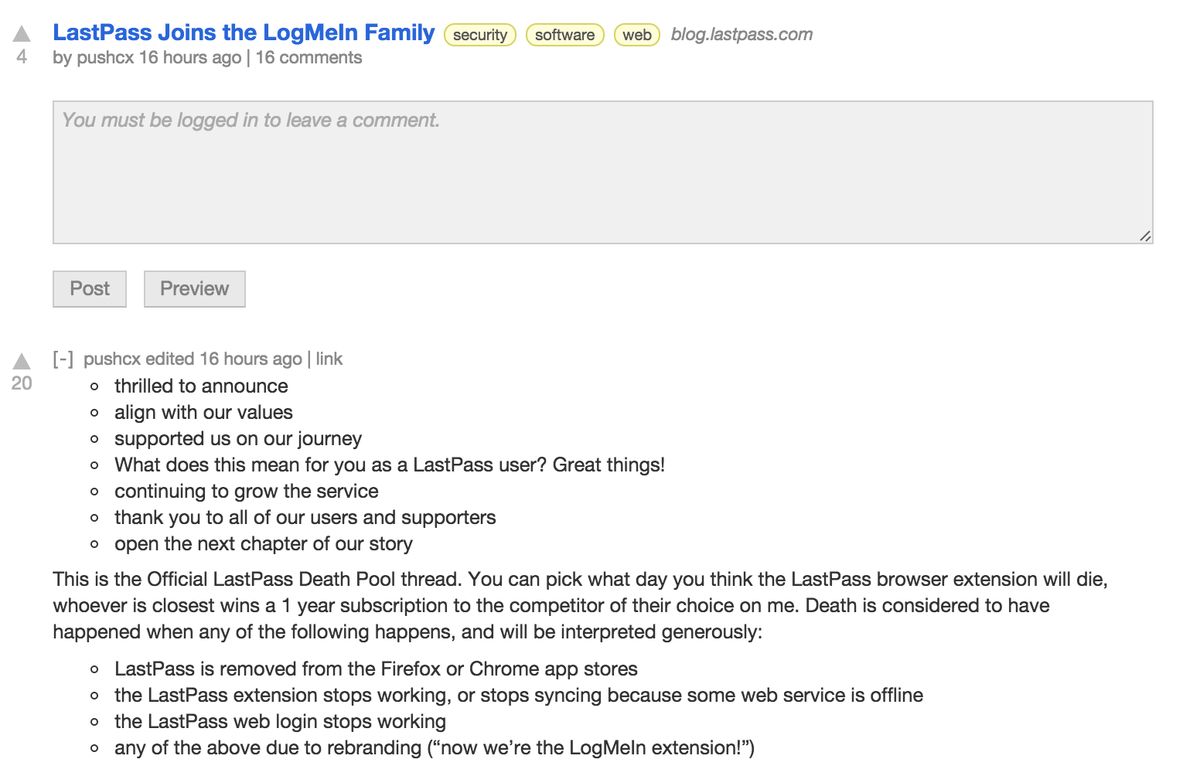 LastPass Joins the LogMeIn Family security software web blog.lastpass.com
4 by pushcx 16 hours ago | 16 comments
You must be logged in to leave a comment.
Post Preview
[-] pushcx edited 16 hours ago | link
20
thrilled to announce
align with our values
supported us on our journey
What does this mean for you as a LastPass user? Great things!
continuing to grow the service
thank you to all of our users and supporters
open the next chapter of our story
This is the Official LastPass Death Pool thread. You can pick what day you think the LastPass browser extension will die,
whoever is closest wins a 1 year subscription to the competitor of their choice on me. Death is considered to have
happened when any of the following happens, and will be interpreted generously:
LastPass is removed from the Firefox or Chrome app stores
the LastPass extension stops working, or stops syncing because some web service is offline
the LastPass web login stops working
any of the above due to rebranding (“now we’re the LogMeIn extension!”)